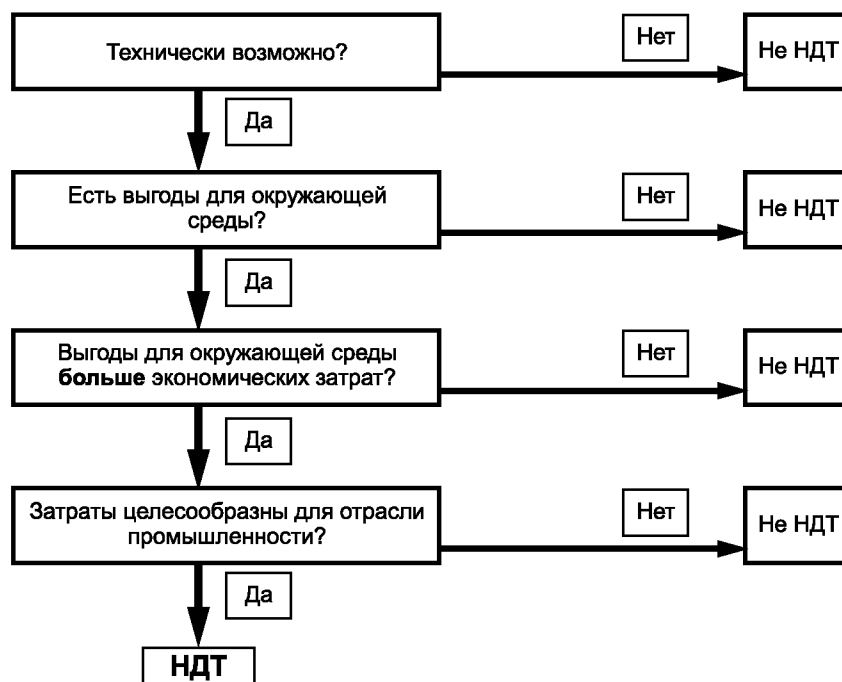 Технически возможно?
Нет
Не НДТ
Да
Есть выгоды для окружающей
среды?
Нет
Не НДТ
Да
Выгоды для окружающей среды
больше экономических затрат?
Нет
Не НДТ
Да
Затраты целесообразны для отрасли
промышленности?
Нет
Не НДТ
Да
НДТ